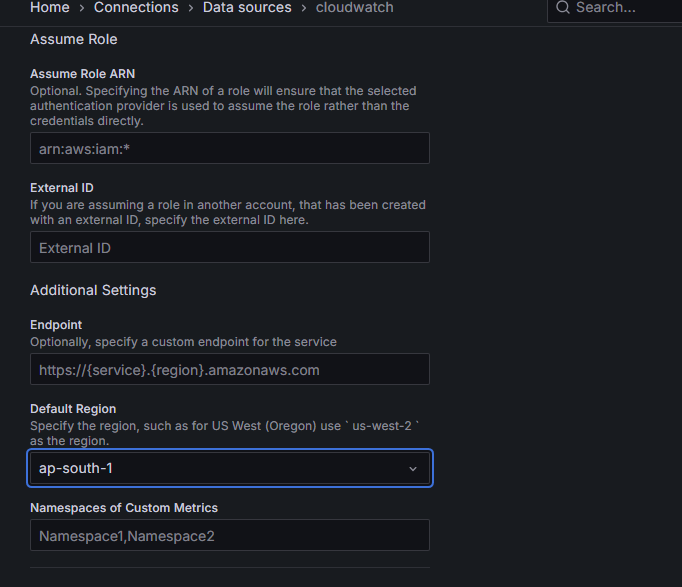 Home › Connections › Data sources › cloudwatch
Search...
Assume Role
Assume Role ARN
Optional. Specifying the ARN of a role will ensure that the selected
authentication provider is used to assume the role rather than the
credentials directly.
arn:aws:iam:*
External ID
If you are assuming a role in another account, that has been created
with an external ID, specify the external ID here.
External ID
Additional Settings
Endpoint
Optionally, specify a custom endpoint for the service
https://{service}.{region}.amazonaws.com
Default Region
Specify the region, such as for US West (Oregon) use ` us-west-2 `
as the region.
ap-south-1
Namespaces of Custom Metrics
Namespace1,Namespace2